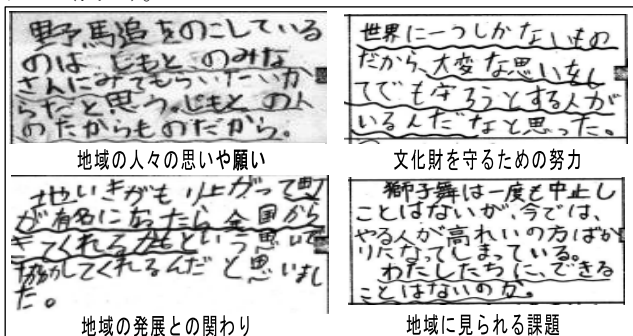 野馬追をのこしている
のは じもと のみな
さんにみてもらいたいか
らだと思う。じもと の人
のたからものだから。
地域の人々の思いや願い
世界に一つしかないもの
だから、大変な思いをし
てでも守ろうとする人が
いるんだなと思った。
文化財を守るための努力
地いきがもり上がって町
が有名になったら全国から
きてくれるかもという思いで
協力してくれるんだ と思いまし
た。
地域の発展との関わり
獅子舞は一度も中止し
ことはないが、今では、
やる人が高れいの方ばか
りになってしまっている。
わたしたちに、できる
ことはないのか。
地域に見られる課題